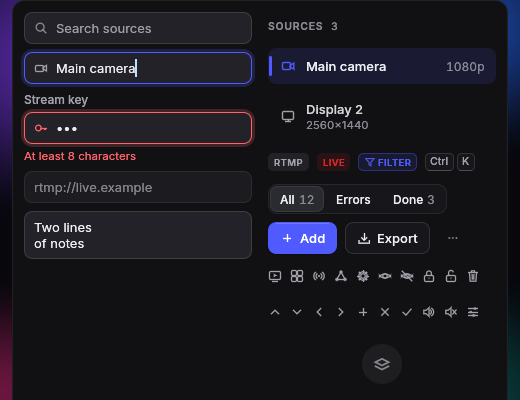 Search sources
Main camera
Stream key
•••
At least 8 characters
rtmp://live.example
Two lines
of notes
SOURCES 3
Main camera 1080p
Display 2
2560×1440
RTMP LIVE FILTER Ctrl K
All 12 Errors Done 3
+ Add Export ···